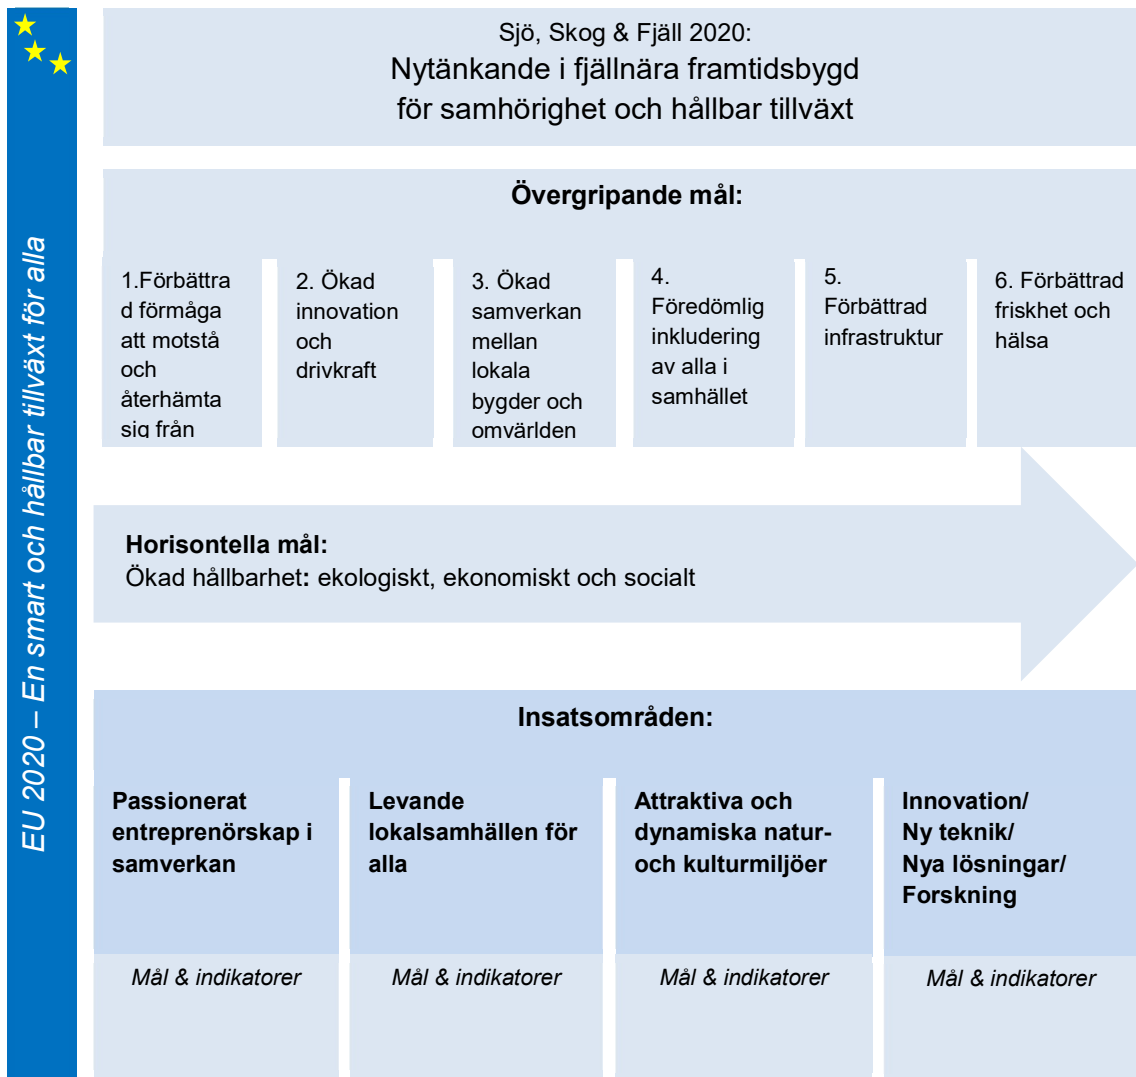 EU 2020 – En smart och hållbar tillväxt för alla
Sjö, Skog & Fjäll 2020:
Nytänkande i fjällnära framtidsbygd
för samhörighet och hållbar tillväxt
Övergripande mål:
1.Förbättra
d förmåga
att motstå
och
återhämta
sig från
2. Ökad
innovation
och
drivkraft
3. Ökad
samverkan
mellan
lokala
bygder och
omvärlden
4.
Föredömlig
inkludering
av alla i
samhället
5.
Förbättrad
infrastruktur
6. Förbättrad
friskhet och
hälsa
Horisontella mål:
Ökad hållbarhet: ekologiskt, ekonomiskt och socialt
Insatsområden:
Passionerat
entreprenörskap i
samverkan
Mål & indikatorer
Levande
lokalsamhällen för
alla
Mål & indikatorer
Attraktiva och
dynamiska natur-
och kulturmiljöer
Mål & indikatorer
Innovation/
Ny teknik/
Nya lösningar/
Forskning
Mål & indikatorer